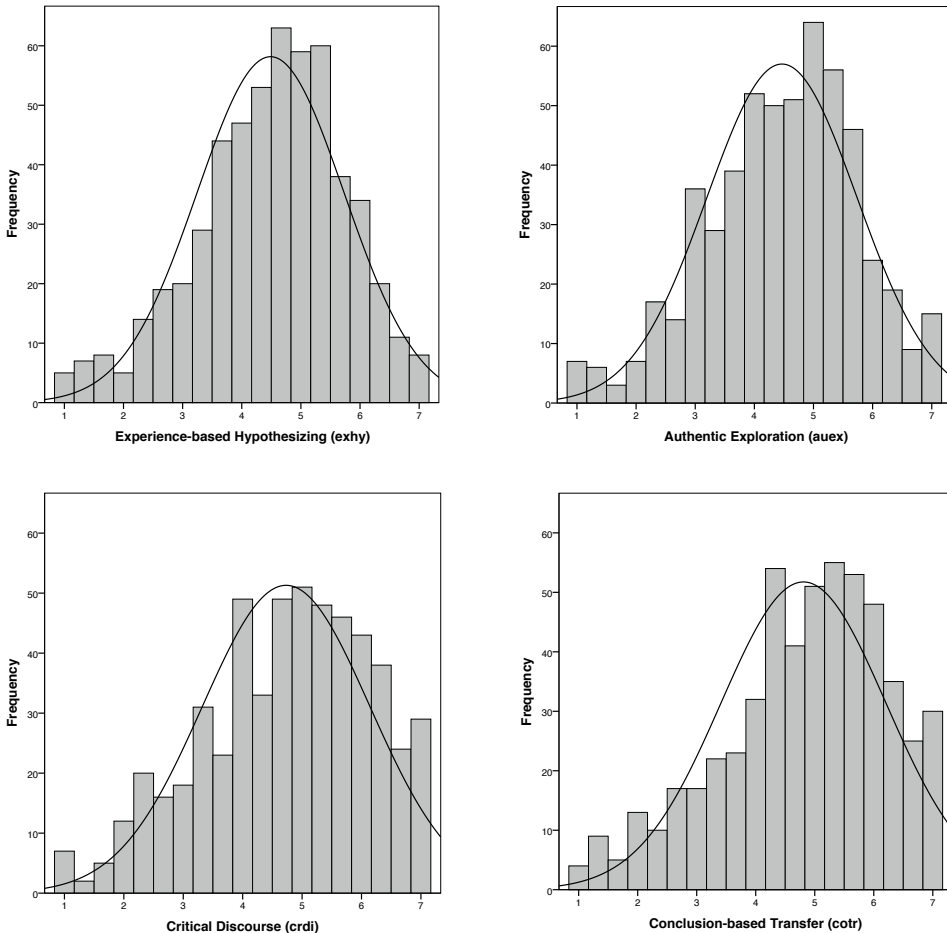 Frequency
60
50
40
30
20
10
0
1 2 3 4 5 6 7
Experience-based Hypothesizing (exhy)
Frequency
60
50
40
30
20
10
0
1 2 3 4 5 6 7
Authentic Exploration (auex)
Frequency
60
50
40
30
20
10
0
1 2 3 4 5 6 7
Critical Discourse (crdi)
Frequency
60
50
40
30
20
10
0
1 2 3 4 5 6 7
Conclusion-based Transfer (cotr)